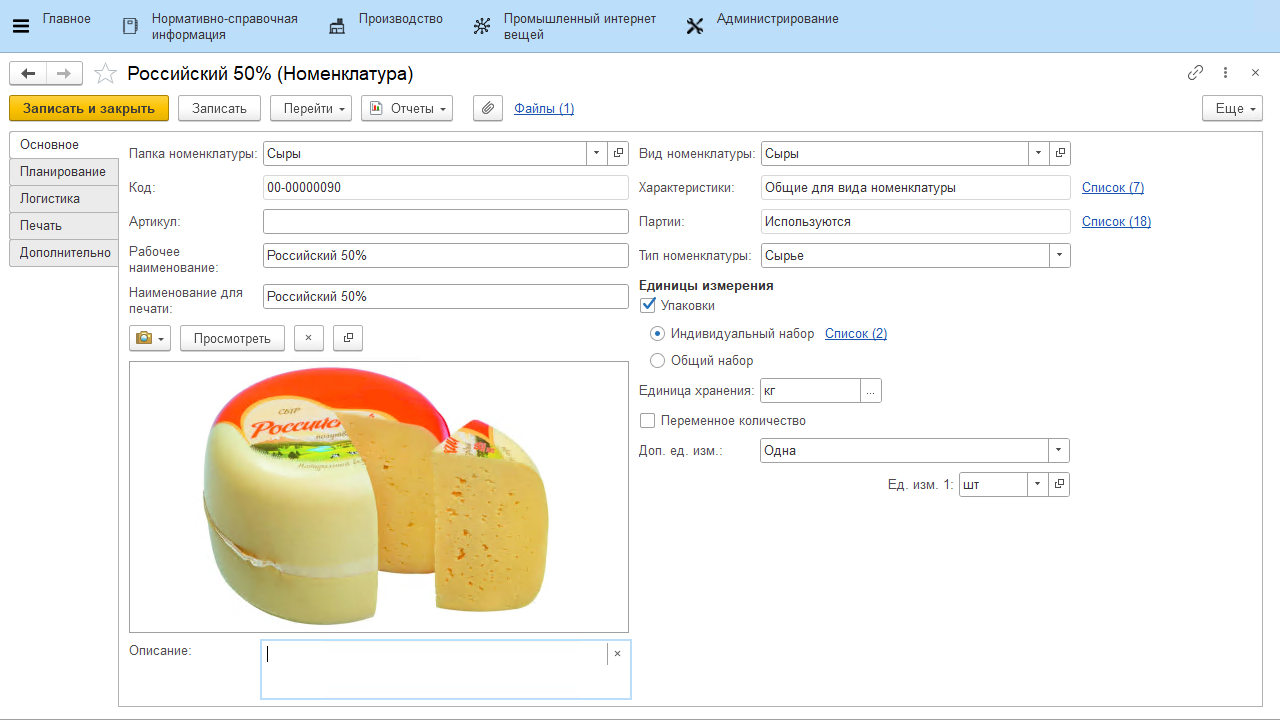 Главное
Нормативно-справочная
информация
Производство
Промышленный интернет
вещей
Администрирование
Российский 50% (Номенклатура)
Записать и закрыть
Записать
Перейти
Отчеты
Файлы (1)
Еще
Основное
Планирование
Логистика
Печать
Дополнительно
Папка номенклатуры: Сыры
Код: 00-00000090
Артикул:
Рабочее
наименование: Российский 50%
Наименование для
печати: Российский 50%
Просмотреть
СЫР
Описание:
Вид номенклатуры: Сыры
Характеристики: Общие для вида номенклатуры Список (7)
Партии: Используются Список (18)
Тип номенклатуры: Сырье
Единицы измерения
Упаковки
Индивидуальный набор Список (2)
Общий набор
Единица хранения: кг ...
Переменное количество
Доп. ед. изм.: Одна
Ед. изм. 1: шт